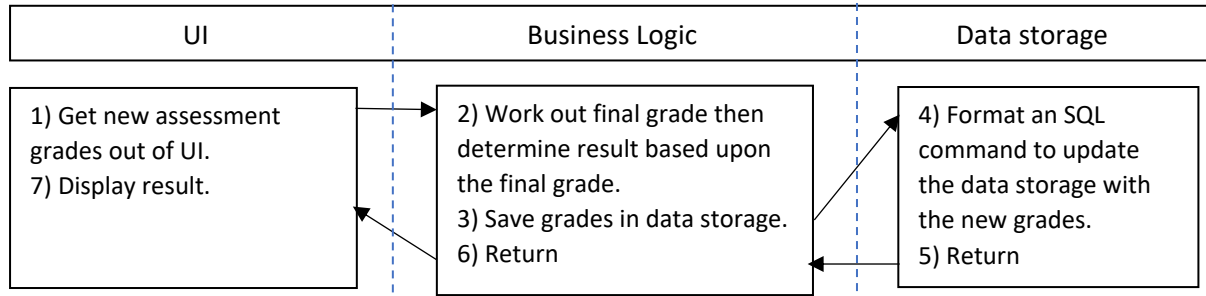 UI
Business Logic
Data storage
1) Get new assessment
grades out of UI.
7) Display result.
2) Work out final grade then
determine result based upon
the final grade.
3) Save grades in data storage.
6) Return
4) Format an SQL
command to update
the data storage with
the new grades.
5) Return